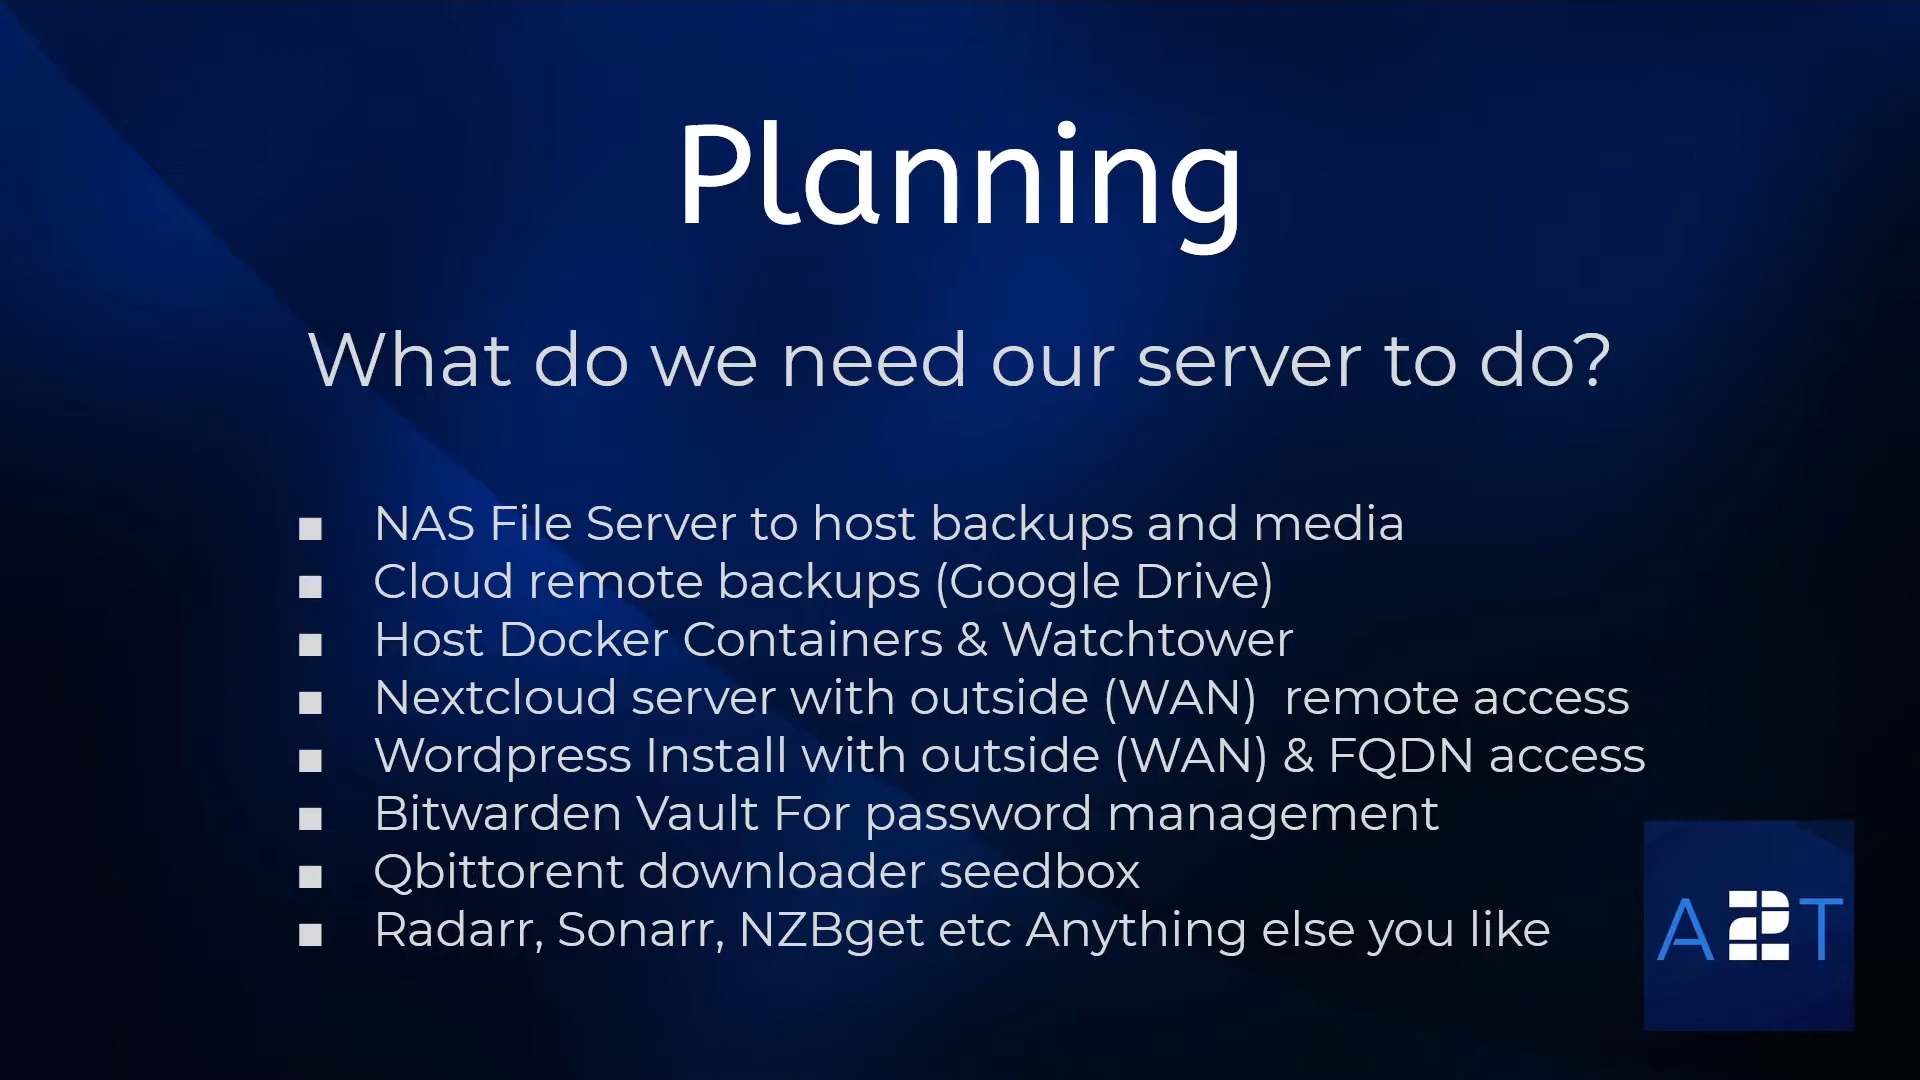 Planning
What do we need our server to do?
■ NAS File Server to host backups and media
■ Cloud remote backups (Google Drive)
■ Host Docker Containers & Watchtower
■ Nextcloud server with outside (WAN)  remote access
■ Wordpress Install with outside (WAN) & FQDN access
■ Bitwarden Vault For password management
■ Qbittorent downloader seedbox
■ Radarr, Sonarr, NZBget etc Anything else you like
A2T